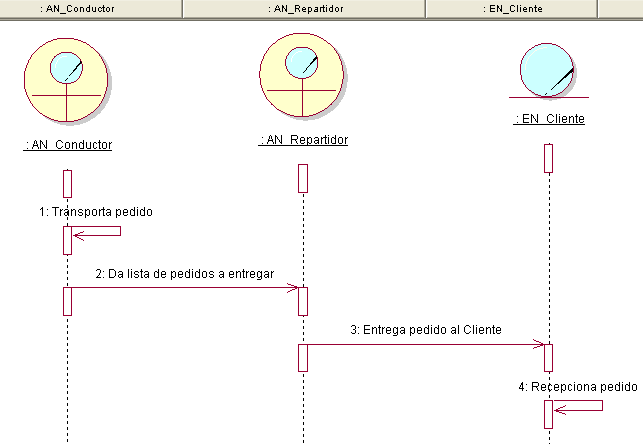 : AN_Conductor
: AN_Repartidor
: EN_Cliente
: AN_Conductor
: AN_Repartidor
: EN_Cliente
1: Transporta pedido
2: Da lista de pedidos a entregar
3: Entrega pedido al Cliente
4: Recepciona pedido